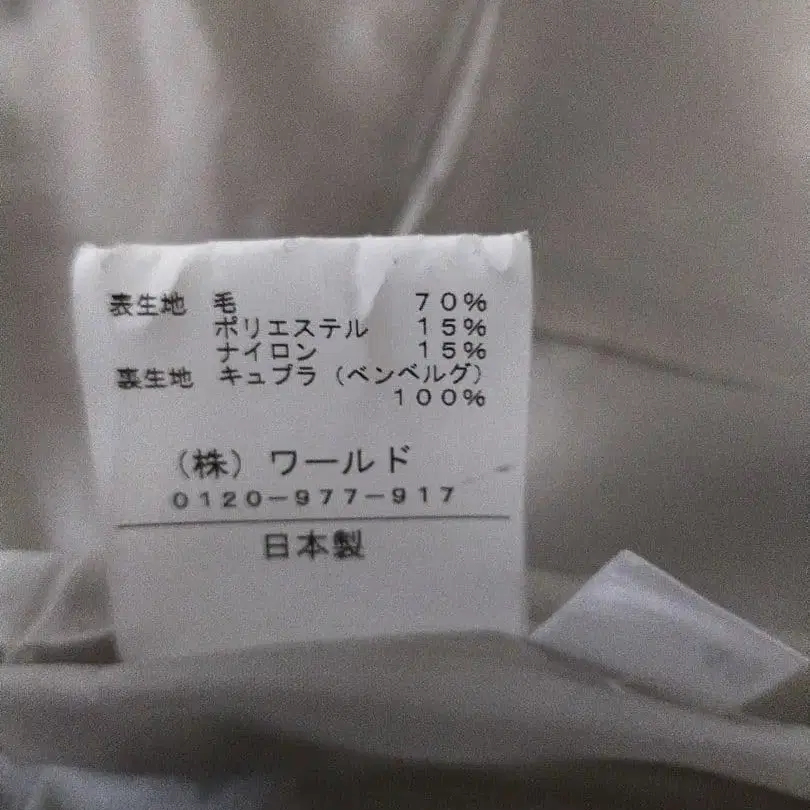 表生地 毛 70%
ポリエステル 15%
ナイロン 15%
裏生地 キュプラ（ベンベルグ）
100%
（株）ワールド
0120-977-917
日本製